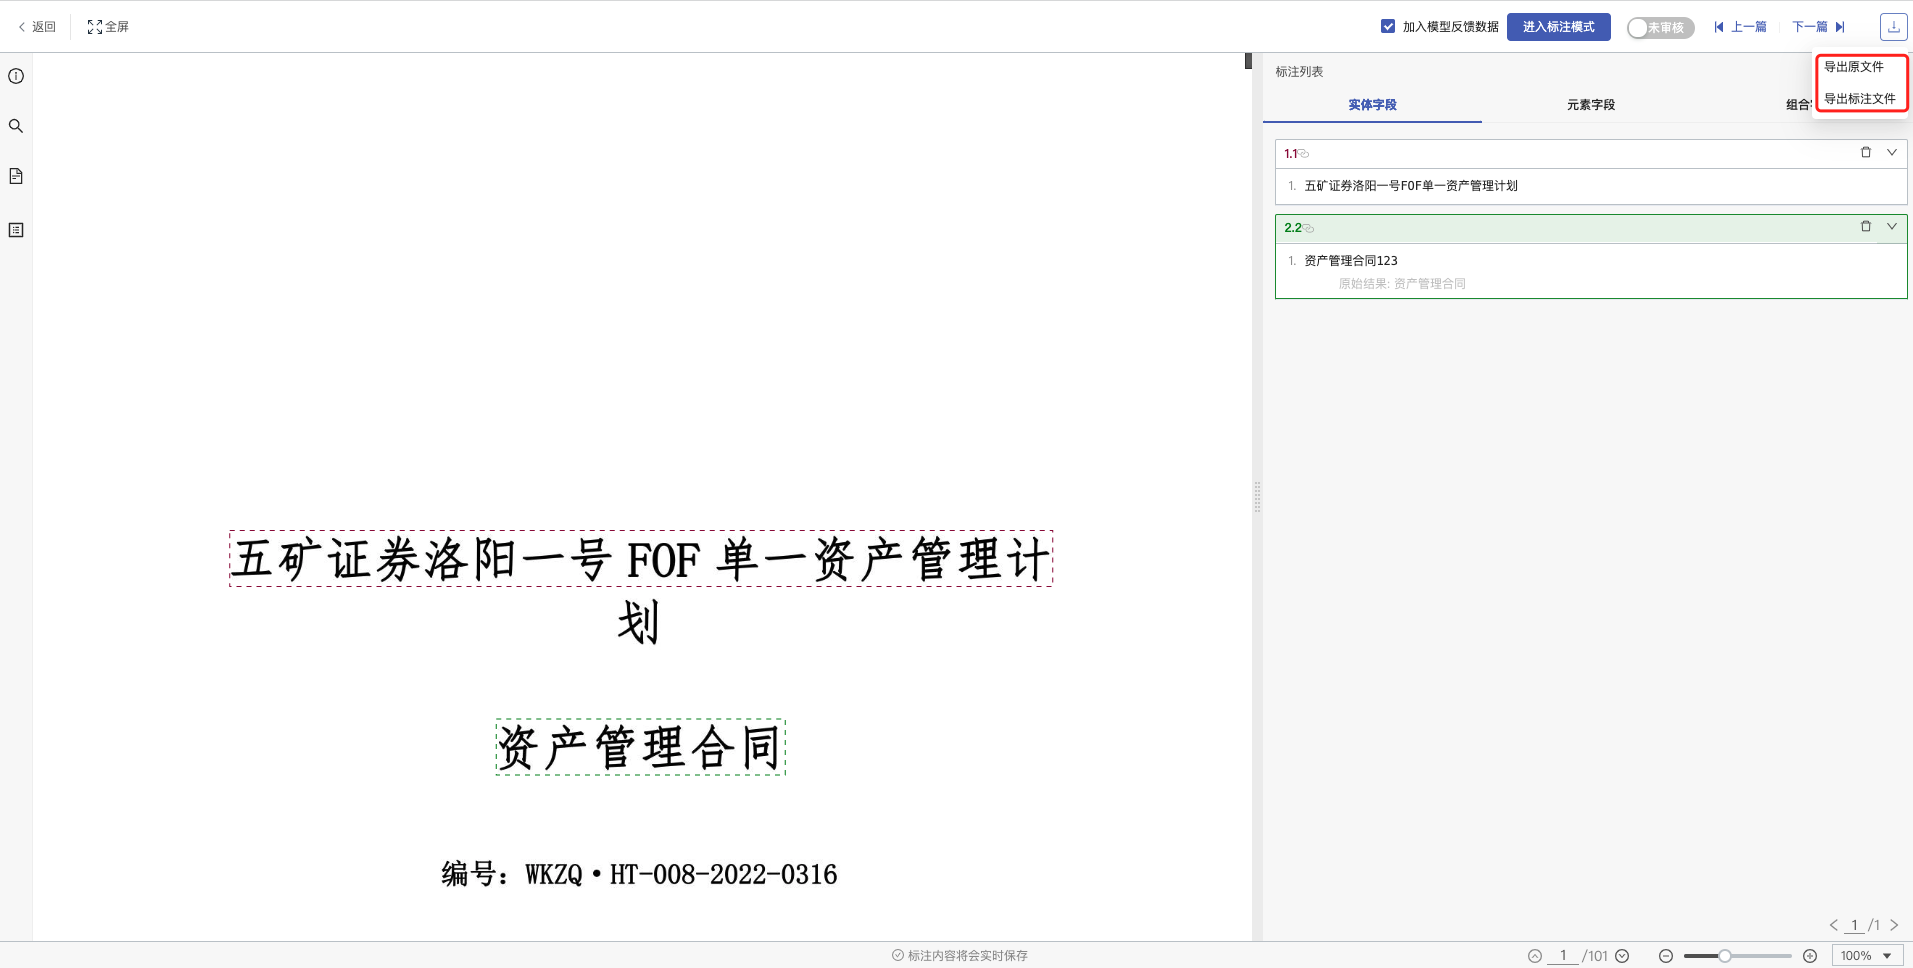 返回
全屏
加入模型反馈数据
进入标注模式
未审核
上一篇
下一篇
导出原文件
导出标注文件
标注列表
实体字段
元素字段
组合
1.1
1. 五矿证券洛阳一号FOF单一资产管理计划
2.2
1. 资产管理合同123
原始结果: 资产管理合同
五矿证券洛阳一号 FOF 单一资产管理计
划
资产管理合同
编号：WKZQ·HT-008-2022-0316
1 /1
标注内容将会实时保存
1 /101
100%